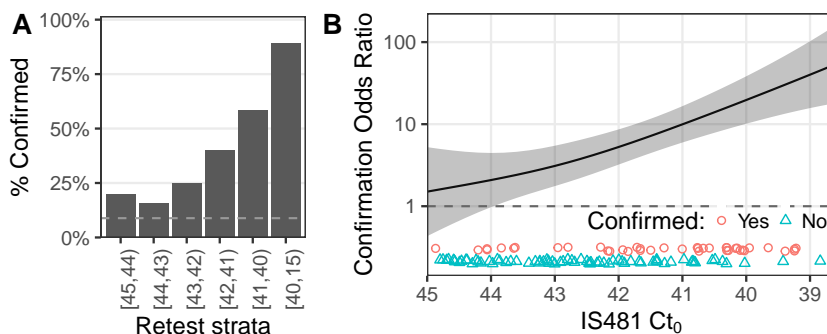 A
100%
75%
50%
25%
0%
% Confirmed
[45,44)
[44,43)
[43,42)
[42,41)
[41,40)
[40,15)
Retest strata
B
100
10
1
Confirmation Odds Ratio
Confirmed: Yes No
45 44 43 42 41 40 39
IS481 Ct₀